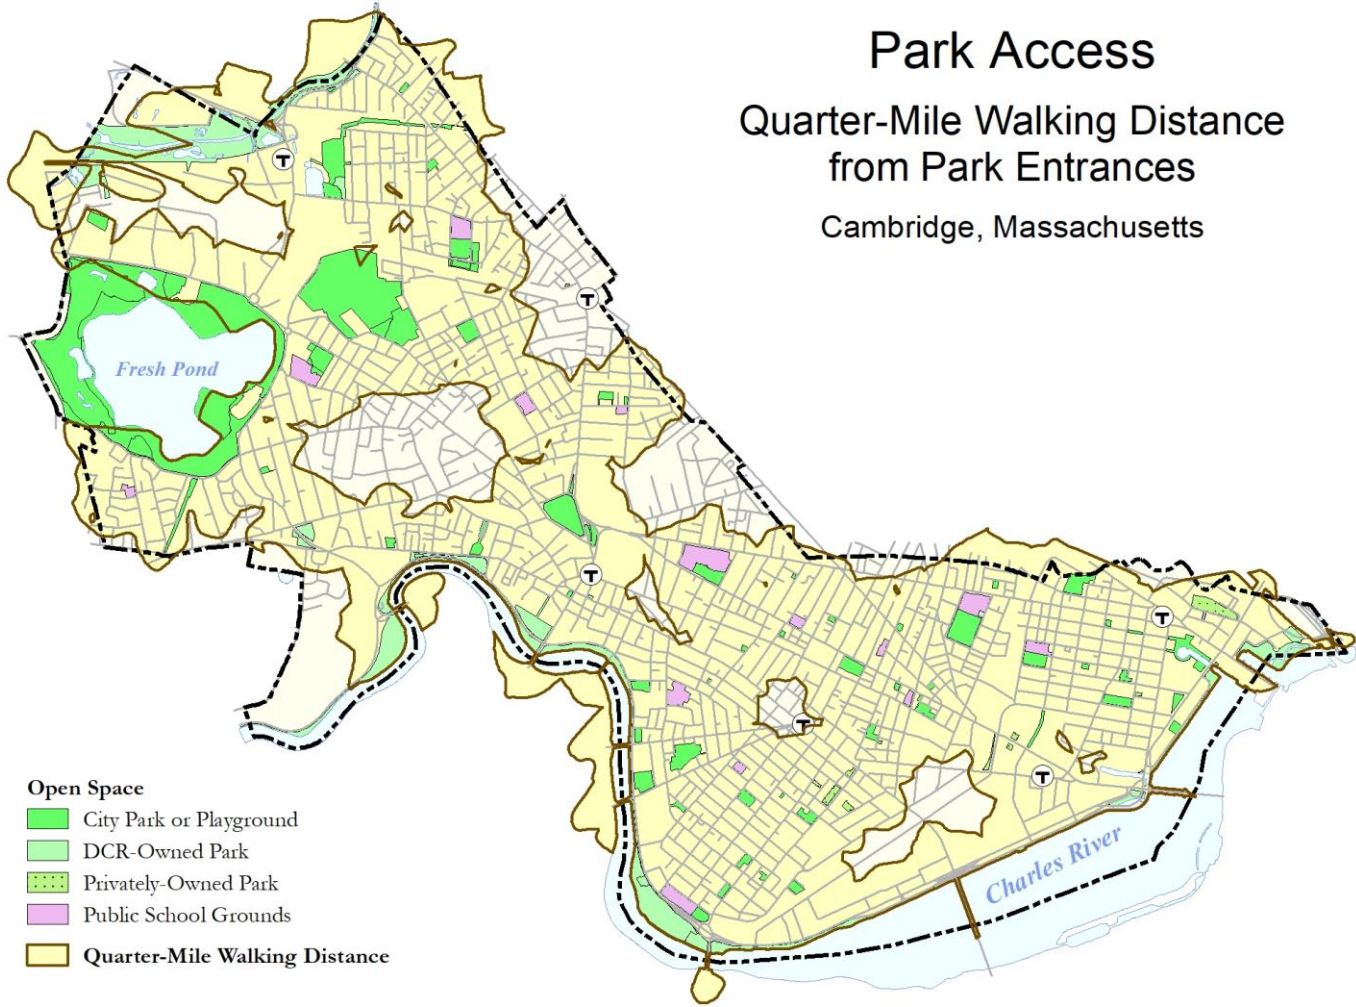 Park Access
Quarter-Mile Walking Distance
from Park Entrances
Cambridge, Massachusetts
T
T
Fresh Pond
T
T
T
T
Charles River
Open Space
City Park or Playground
DCR-Owned Park
Privately-Owned Park
Public School Grounds
Quarter-Mile Walking Distance